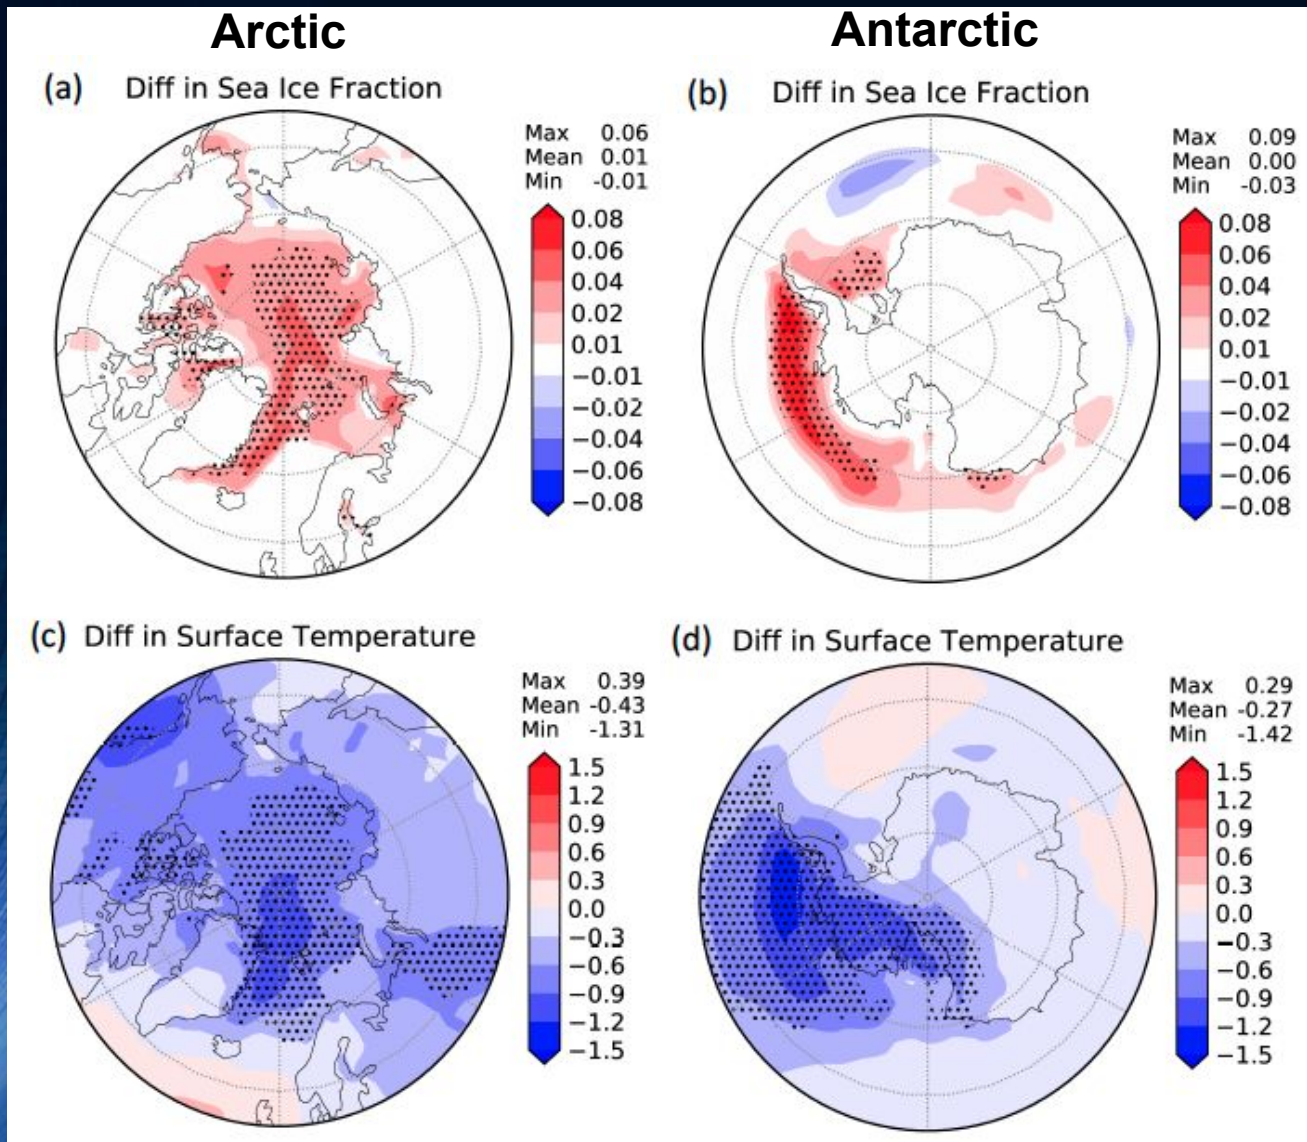 Arctic
Antarctic
(a) Diff in Sea Ice Fraction
Max 0.06
Mean 0.01
Min -0.01
0.08
0.06
0.04
0.02
0.01
−0.01
−0.02
−0.04
−0.06
−0.08
(b) Diff in Sea Ice Fraction
Max 0.09
Mean 0.00
Min -0.03
0.08
0.06
0.04
0.02
0.01
−0.01
−0.02
−0.04
−0.06
−0.08
(c) Diff in Surface Temperature
Max 0.39
Mean -0.43
Min -1.31
1.5
1.2
0.9
0.6
0.3
0.0
−0.3
−0.6
−0.9
−1.2
−1.5
(d) Diff in Surface Temperature
Max 0.29
Mean -0.27
Min -1.42
1.5
1.2
0.9
0.6
0.3
0.0
−0.3
−0.6
−0.9
−1.2
−1.5